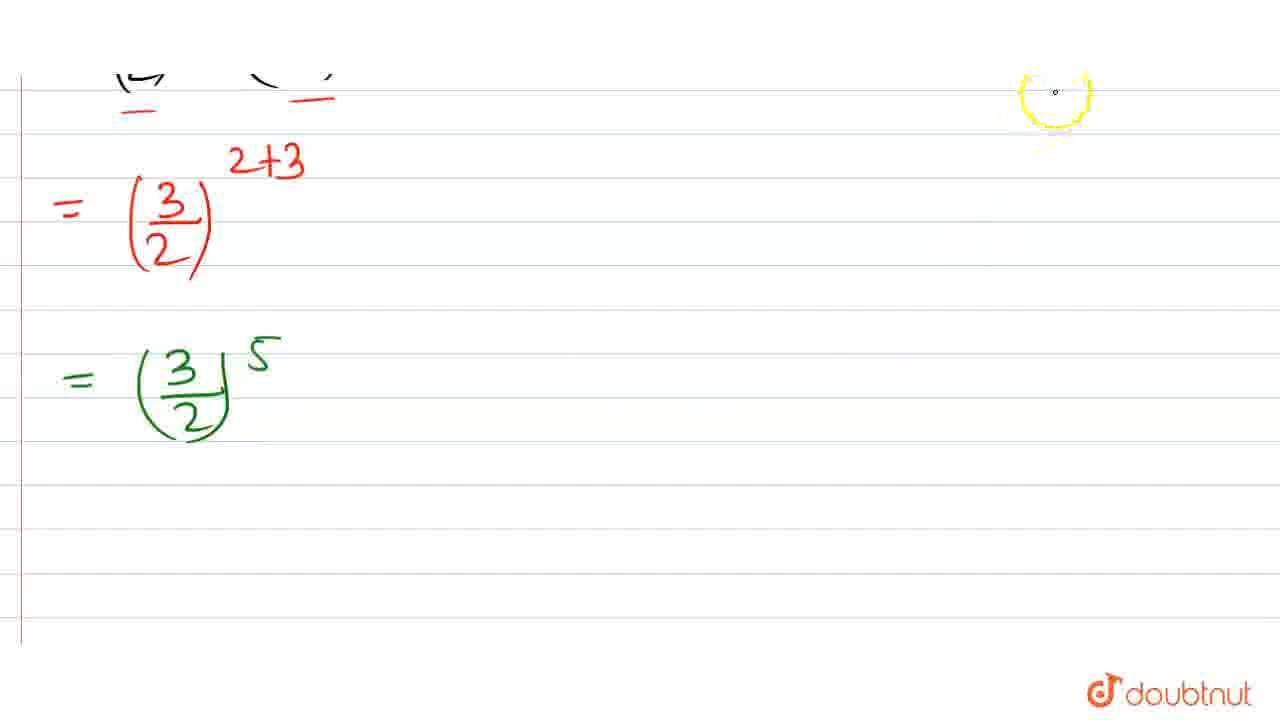 = (3/2)^2+3
= (3/2)^5
doubtnut